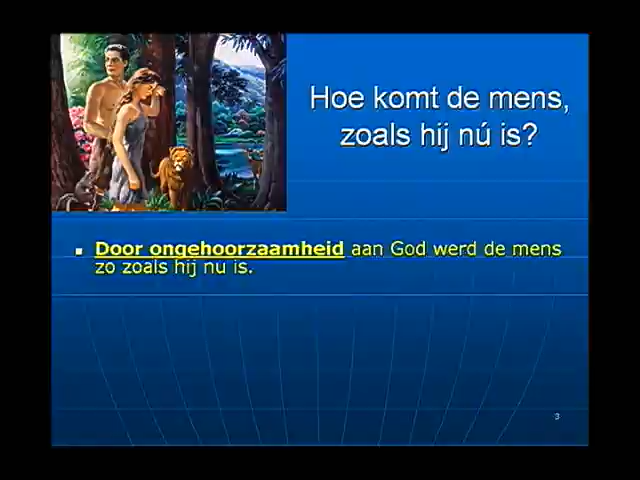 Hoe komt de mens,
zoals hij nú is?
Door ongehoorzaamheid aan God werd de mens
zo zoals hij nu is.
3